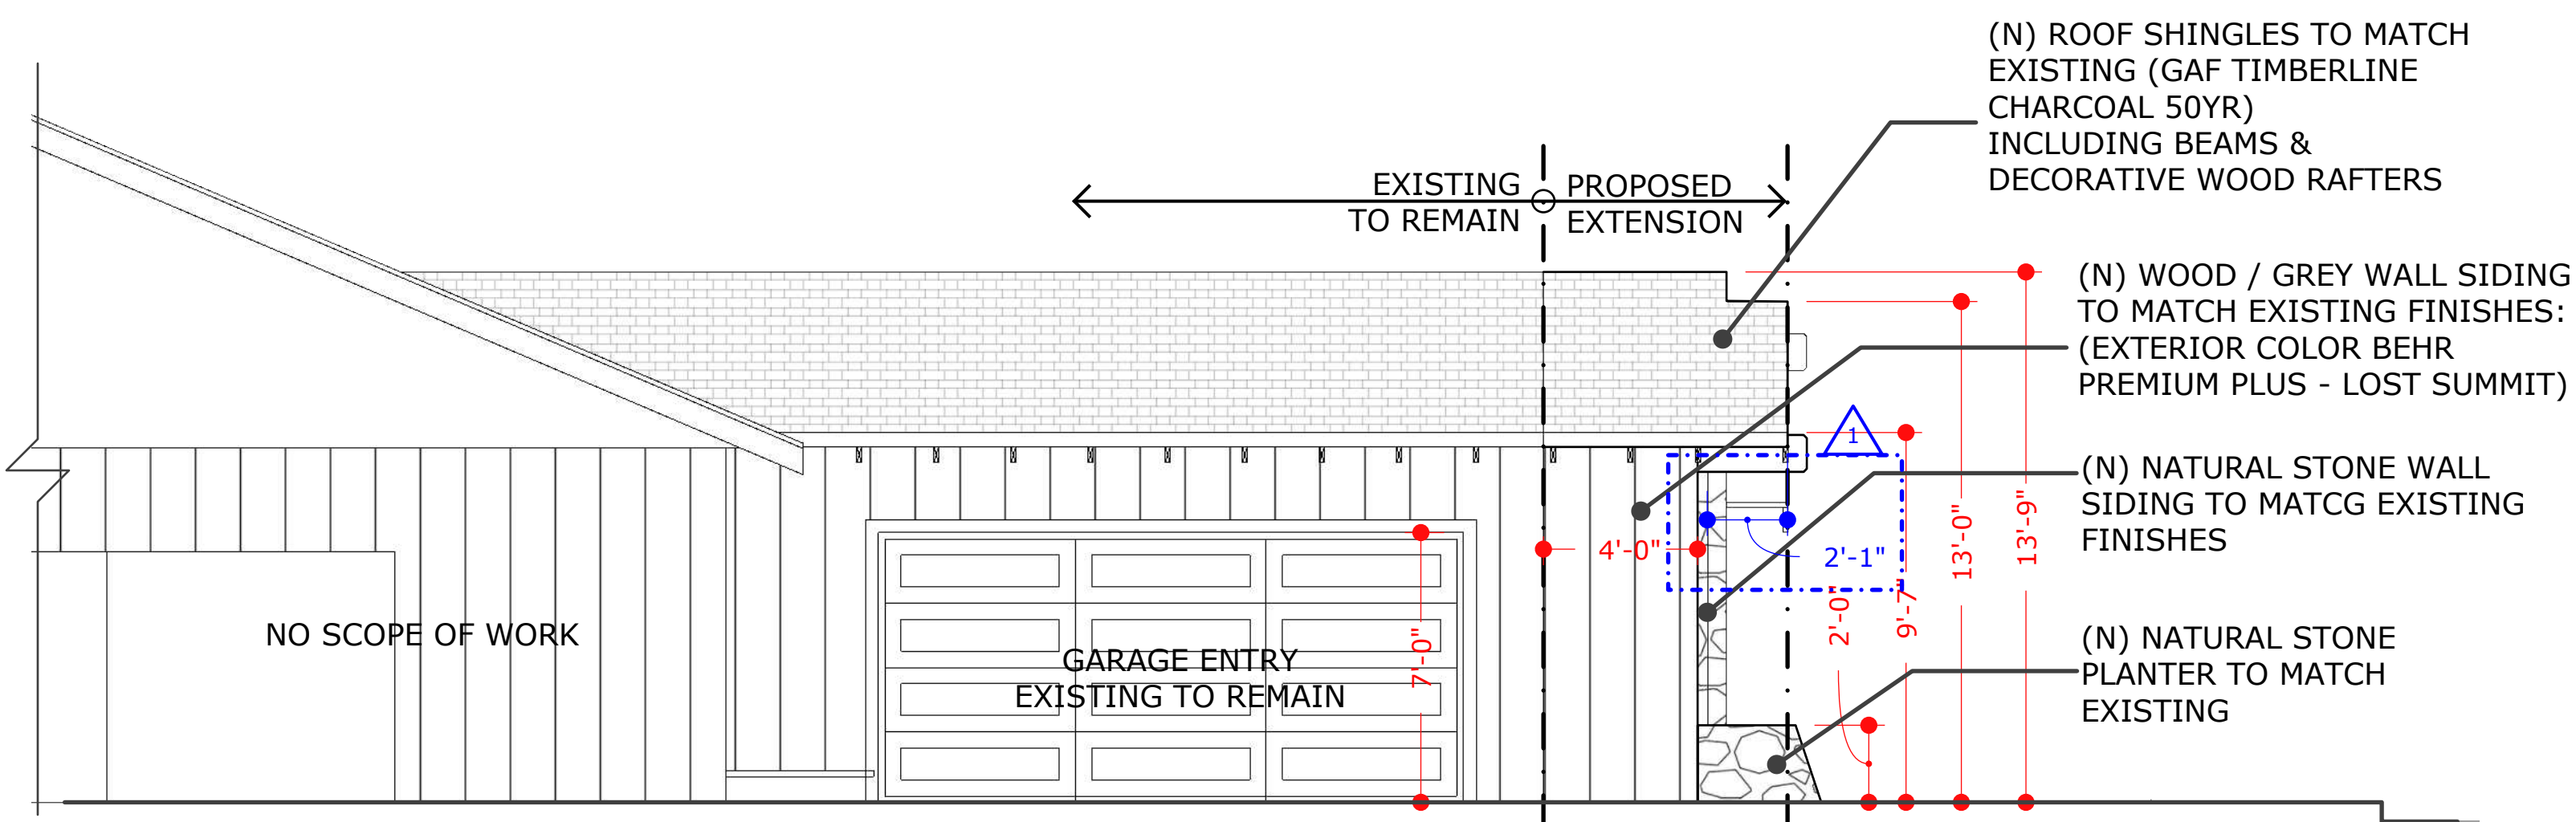 (N) ROOF SHINGLES TO MATCH
EXISTING (GAF TIMBERLINE
CHARCOAL 50YR)
INCLUDING BEAMS &
DECORATIVE WOOD RAFTERS
EXISTING
TO REMAIN
PROPOSED
EXTENSION
(N) WOOD / GREY WALL SIDING
TO MATCH EXISTING FINISHES:
(EXTERIOR COLOR BEHR
PREMIUM PLUS - LOST SUMMIT)
1
(N) NATURAL STONE WALL
SIDING TO MATCG EXISTING
FINISHES
4'-0"
2'-1"
2'-0"
9'-7"
13'-0"
13'-9"
7'-0"
NO SCOPE OF WORK
GARAGE ENTRY
EXISTING TO REMAIN
(N) NATURAL STONE
PLANTER TO MATCH
EXISTING